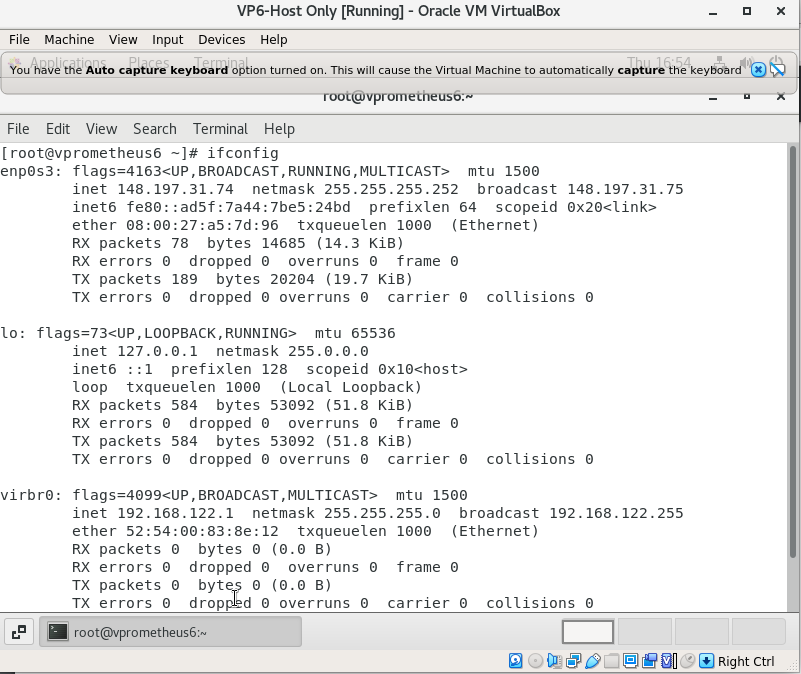 VP6-Host Only [Running] - Oracle VM VirtualBox
File Machine View Input Devices Help
Applications Places Terminal Thu 16:54
You have the Auto capture keyboard option turned on. This will cause the Virtual Machine to automatically capture the keyboard
root@vprometheus6:~
File Edit View Search Terminal Help
[root@vprometheus6 ~]# ifconfig
enp0s3: flags=4163<UP,BROADCAST,RUNNING,MULTICAST>  mtu 1500
        inet 148.197.31.74  netmask 255.255.255.252  broadcast 148.197.31.75
        inet6 fe80::ad5f:7a44:7be5:24bd  prefixlen 64  scopeid 0x20<link>
        ether 08:00:27:a5:7d:96  txqueuelen 1000  (Ethernet)
        RX packets 78  bytes 14685 (14.3 KiB)
        RX errors 0  dropped 0  overruns 0  frame 0
        TX packets 189  bytes 20204 (19.7 KiB)
        TX errors 0  dropped 0 overruns 0  carrier 0  collisions 0
lo: flags=73<UP,LOOPBACK,RUNNING>  mtu 65536
        inet 127.0.0.1  netmask 255.0.0.0
        inet6 ::1  prefixlen 128  scopeid 0x10<host>
        loop  txqueuelen 1000  (Local Loopback)
        RX packets 584  bytes 53092 (51.8 KiB)
        RX errors 0  dropped 0  overruns 0  frame 0
        TX packets 584  bytes 53092 (51.8 KiB)
        TX errors 0  dropped 0 overruns 0  carrier 0  collisions 0
virbr0: flags=4099<UP,BROADCAST,MULTICAST>  mtu 1500
        inet 192.168.122.1  netmask 255.255.255.0  broadcast 192.168.122.255
        ether 52:54:00:83:8e:12  txqueuelen 1000  (Ethernet)
        RX packets 0  bytes 0 (0.0 B)
        RX errors 0  dropped 0  overruns 0  frame 0
        TX packets 0  bytes 0 (0.0 B)
        TX errors 0  dropped 0 overruns 0  carrier 0  collisions 0
root@vprometheus6:~
Right Ctrl